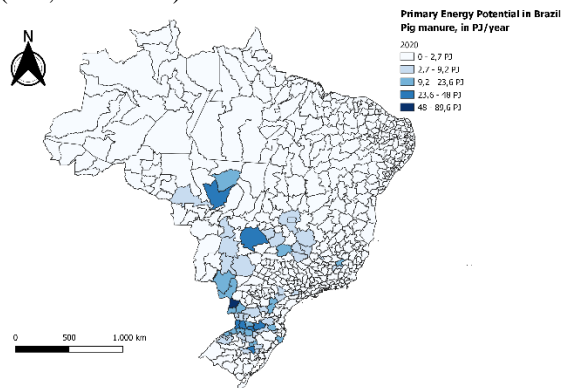 Primary Energy Potential in Brazil
Pig manure, in PJ/year
2020
0 - 2,7 PJ
2,7 - 9,2 PJ
9,2 - 23,6 PJ
23,6 - 48 PJ
48 - 89,6 PJ
N
0 500 1.000 km